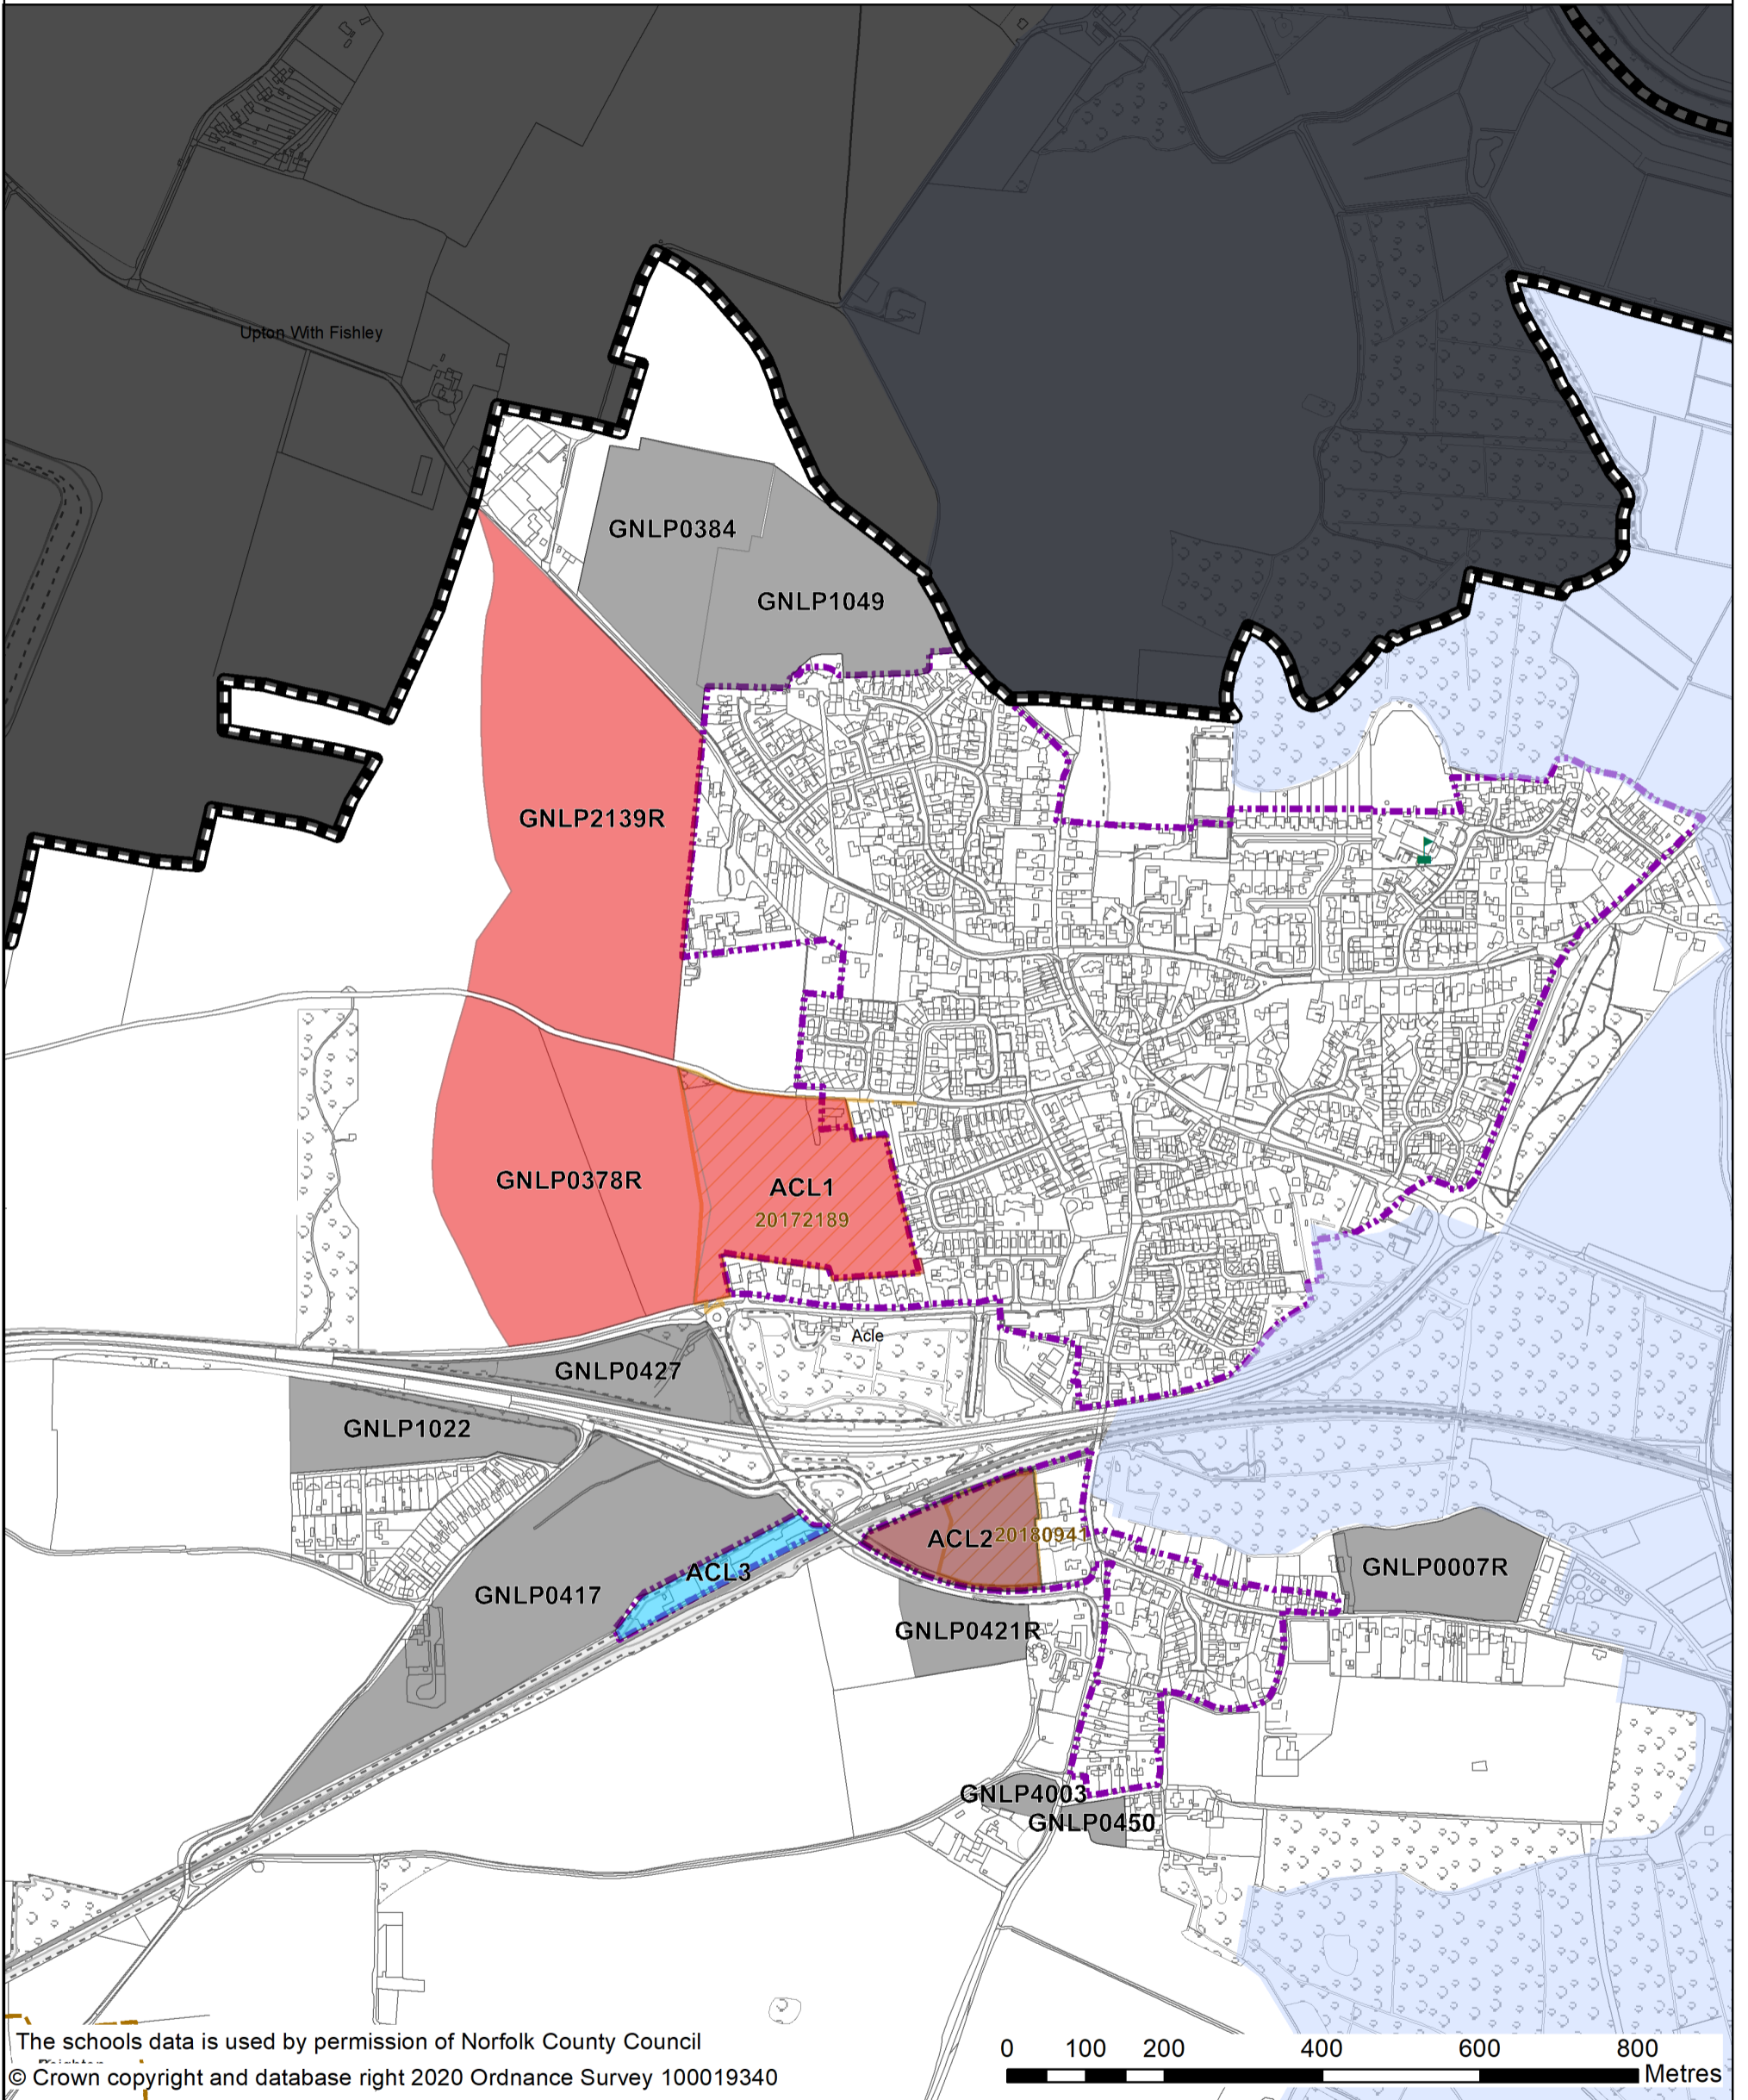 Upton With Fishley
GNLP0384
GNLP1049
GNLP2139R
GNLP0378R
ACL1
20172189
Acle
GNLP0427
GNLP1022
ACL2
20180941
ACL3
GNLP0417
GNLP0007R
GNLP0421R
GNLP4003
GNLP0450
The schools data is used by permission of Norfolk County Council
© Crown copyright and database right 2020 Ordnance Survey 100019340
0 100 200 400 600 800
Metres